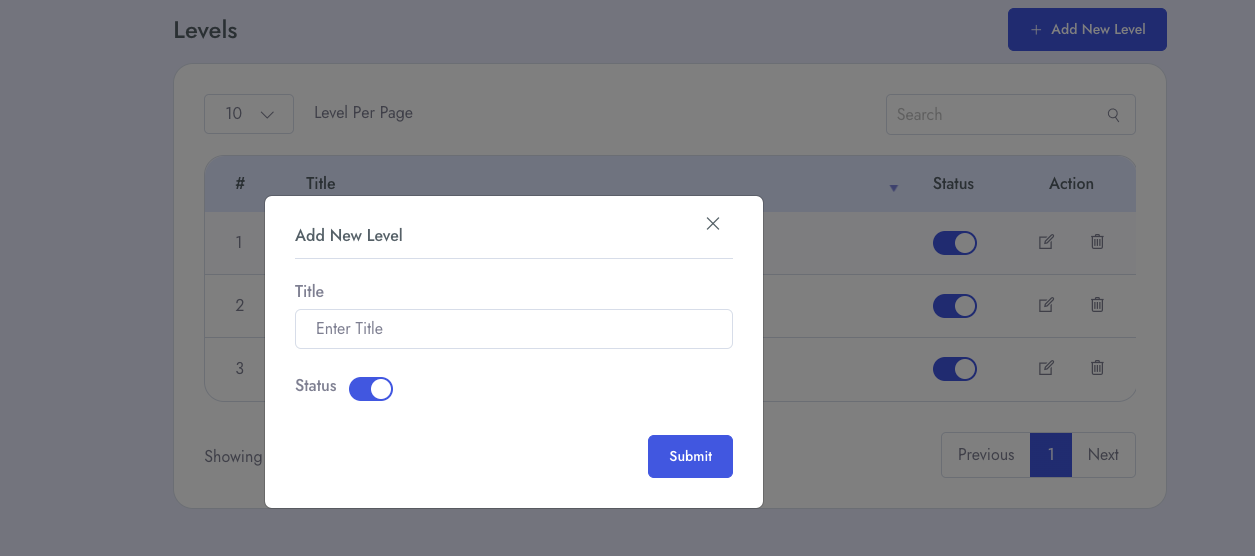 Levels
+ Add New Level
10 Level Per Page
Search
# Title Status Action
Add New Level
1
Title
Enter Title
2
3
Status
Showing
Submit
Previous 1 Next